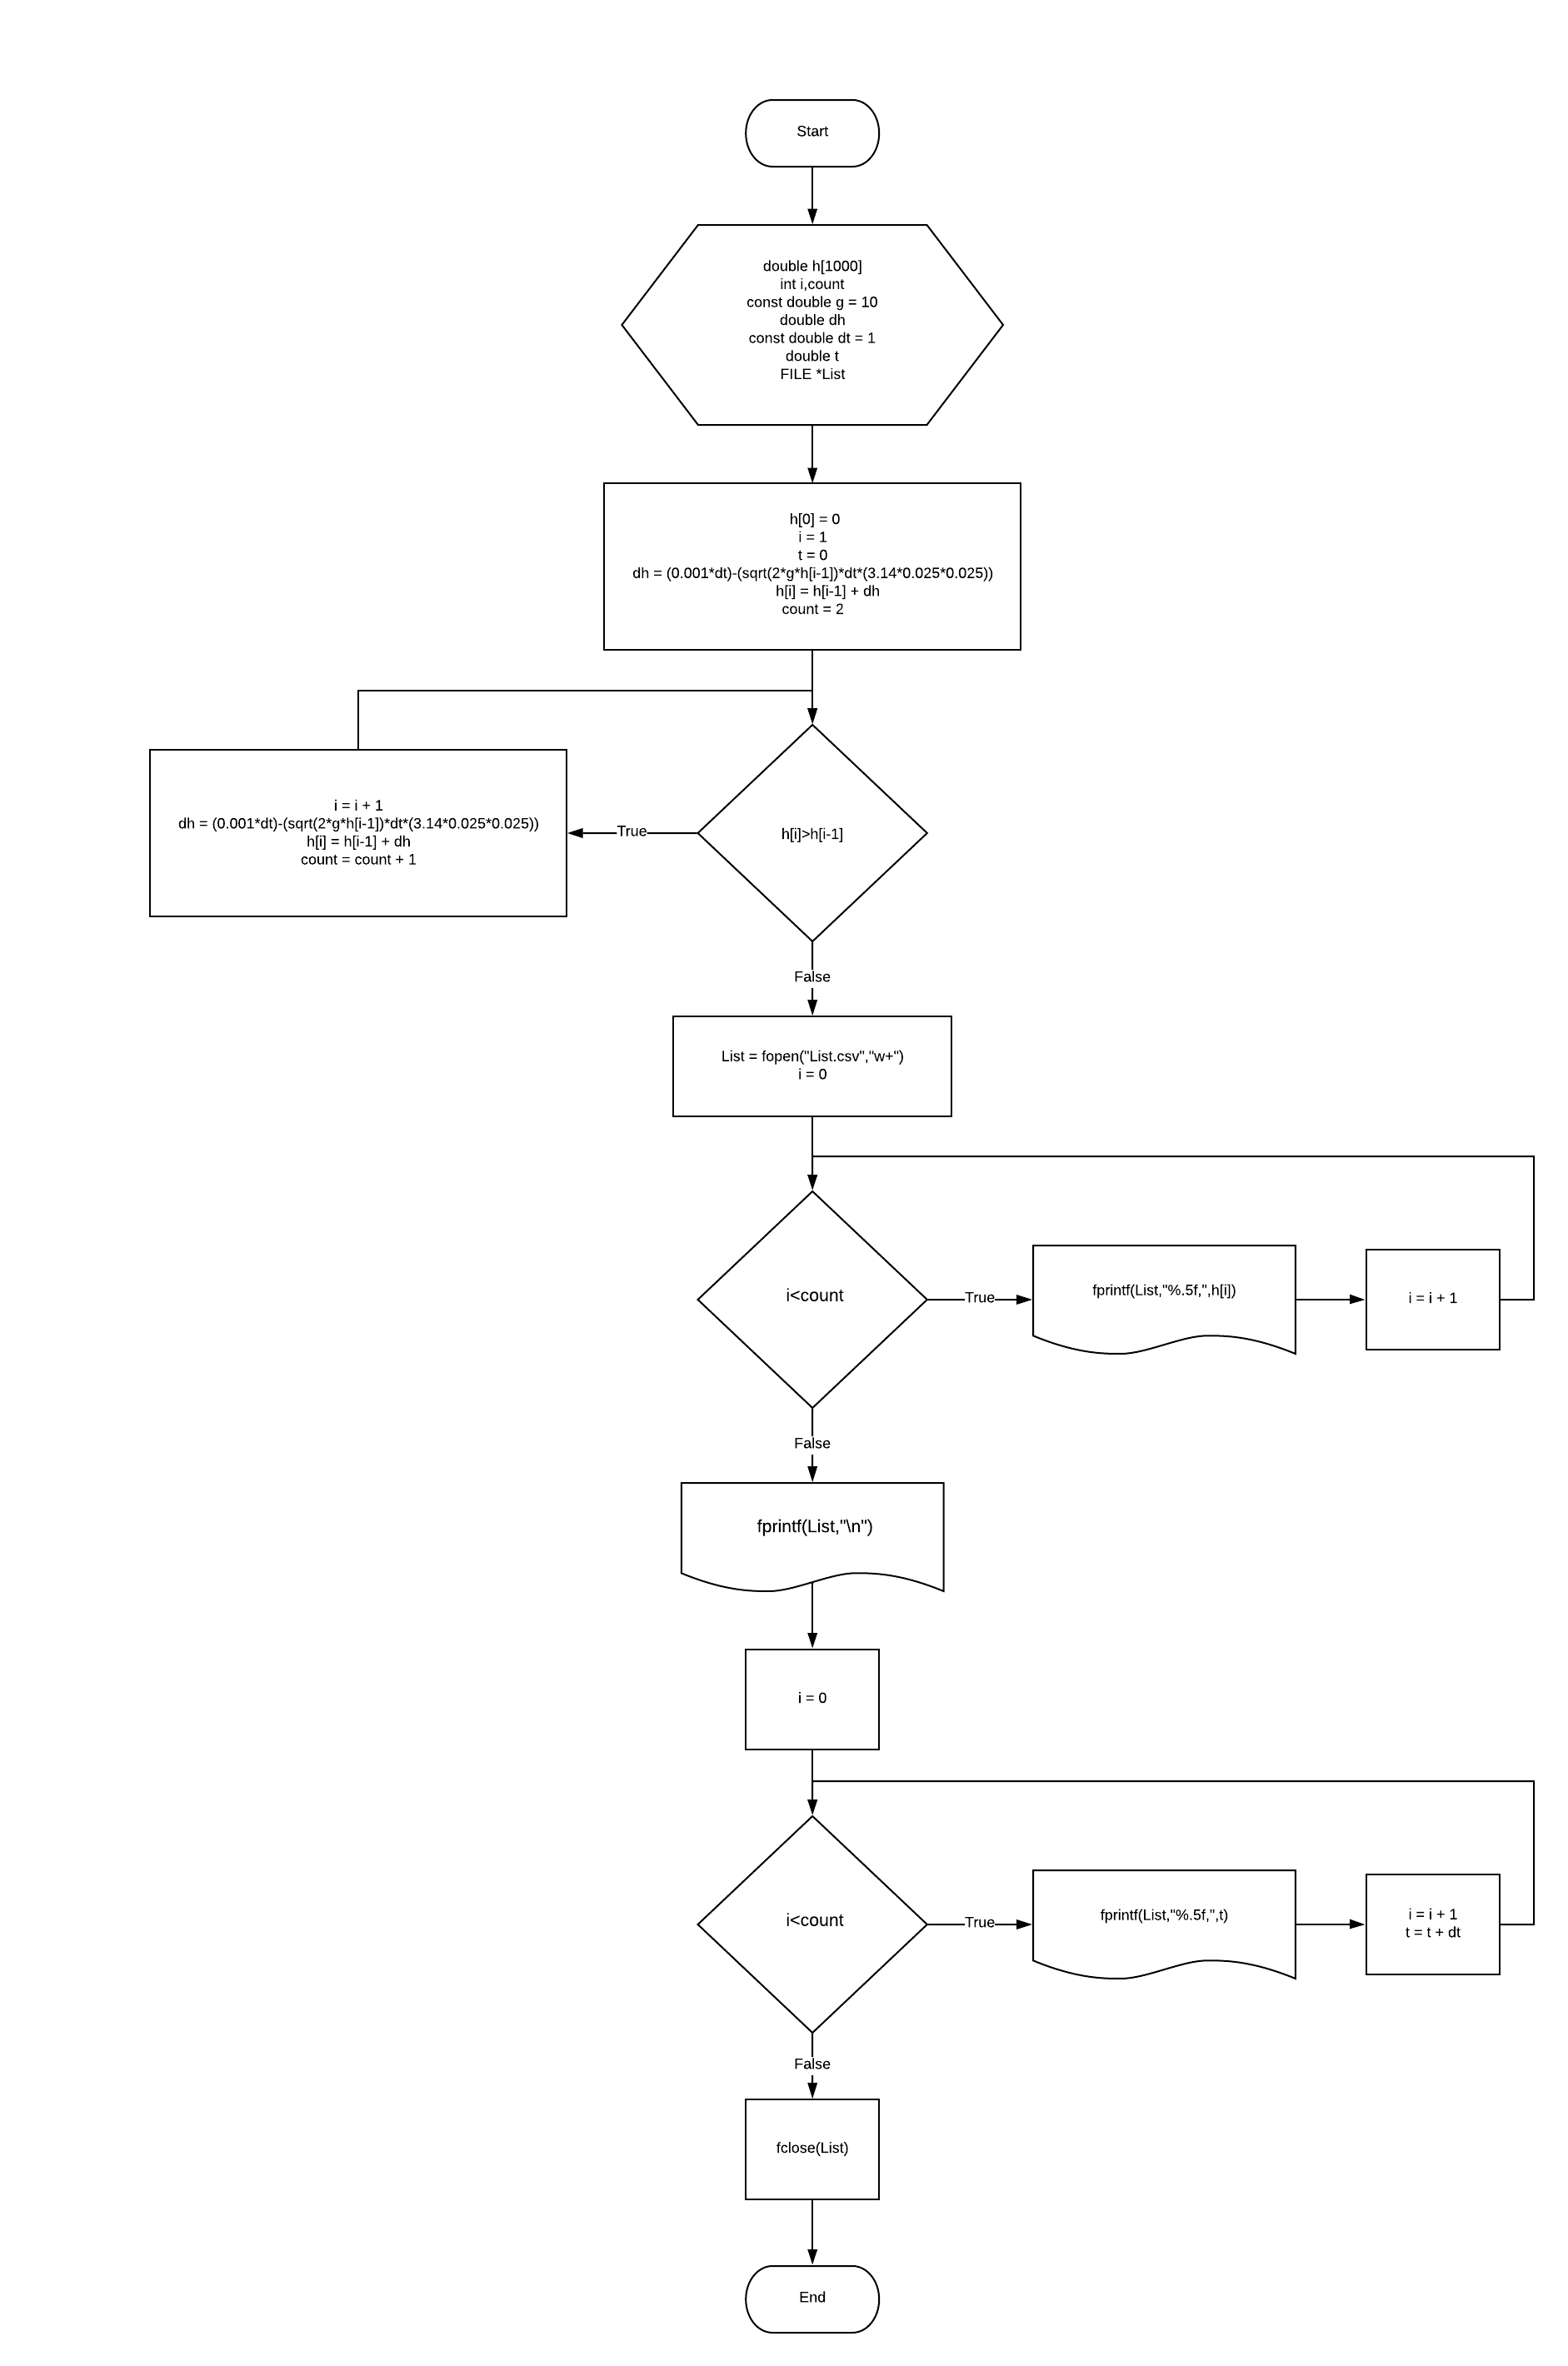 Start
double h[1000]
int i,count
const double g = 10
double dh
const double dt = 1
double t
FILE *List
h[0] = 0
i = 1
t = 0
dh = (0.001*dt)-(sqrt(2*g*h[i-1])*dt*(3.14*0.025*0.025))
h[i] = h[i-1] + dh
count = 2
i = i + 1
dh = (0.001*dt)-(sqrt(2*g*h[i-1])*dt*(3.14*0.025*0.025))
h[i] = h[i-1] + dh
count = count + 1
True
h[i]>h[i-1]
False
List = fopen("List.csv","w+")
i = 0
i<count
True
fprintf(List,"%.5f,",h[i])
i = i + 1
False
fprintf(List,"\n")
i = 0
i<count
True
fprintf(List,"%.5f,",t)
i = i + 1
t = t + dt
False
fclose(List)
End